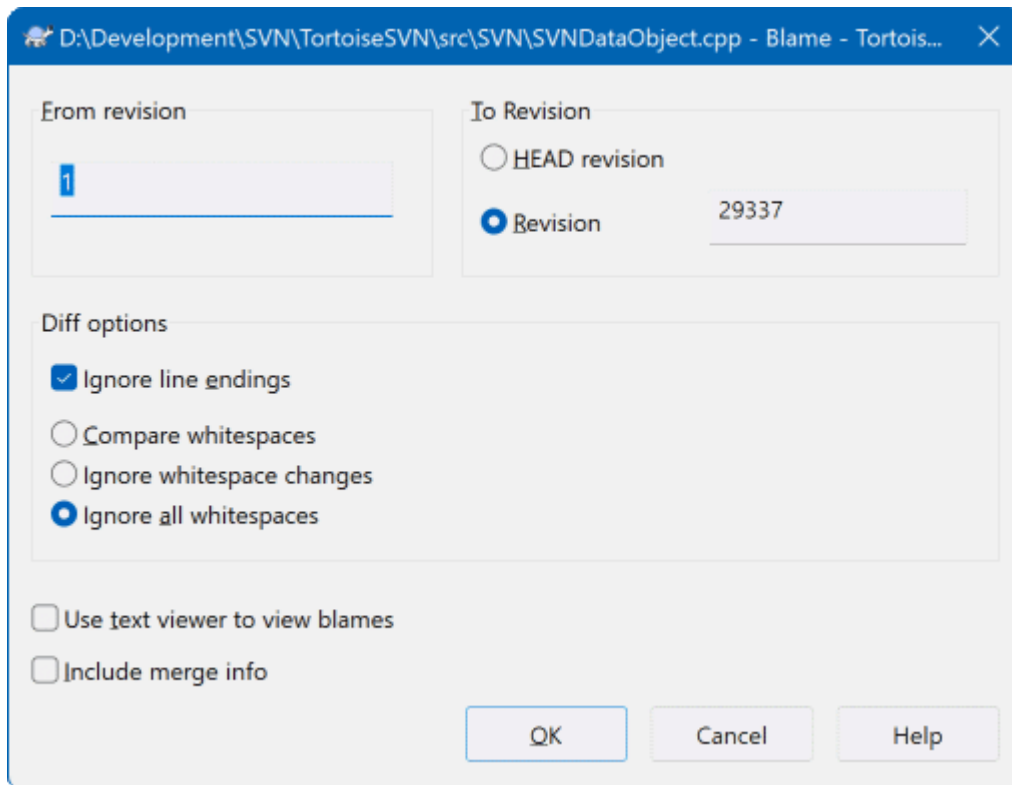 D:\Development\SVN\TortoiseSVN\src\SVN\SVNDataObject.cpp - Blame - Tortois...
From revision
1
To Revision
HEAD revision
Revision
29337
Diff options
Ignore line endings
Compare whitespaces
Ignore whitespace changes
Ignore all whitespaces
Use text viewer to view blames
Include merge info
OK Cancel Help